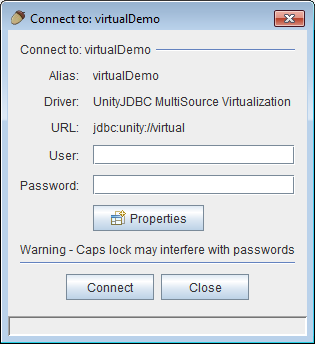 Connect to: virtualDemo
Connect to: virtualDemo
Alias: virtualDemo
Driver: UnityJDBC MultiSource Virtualization
URL: jdbc:unity://virtual
User:
Password:
Properties
Warning - Caps lock may interfere with passwords
Connect Close